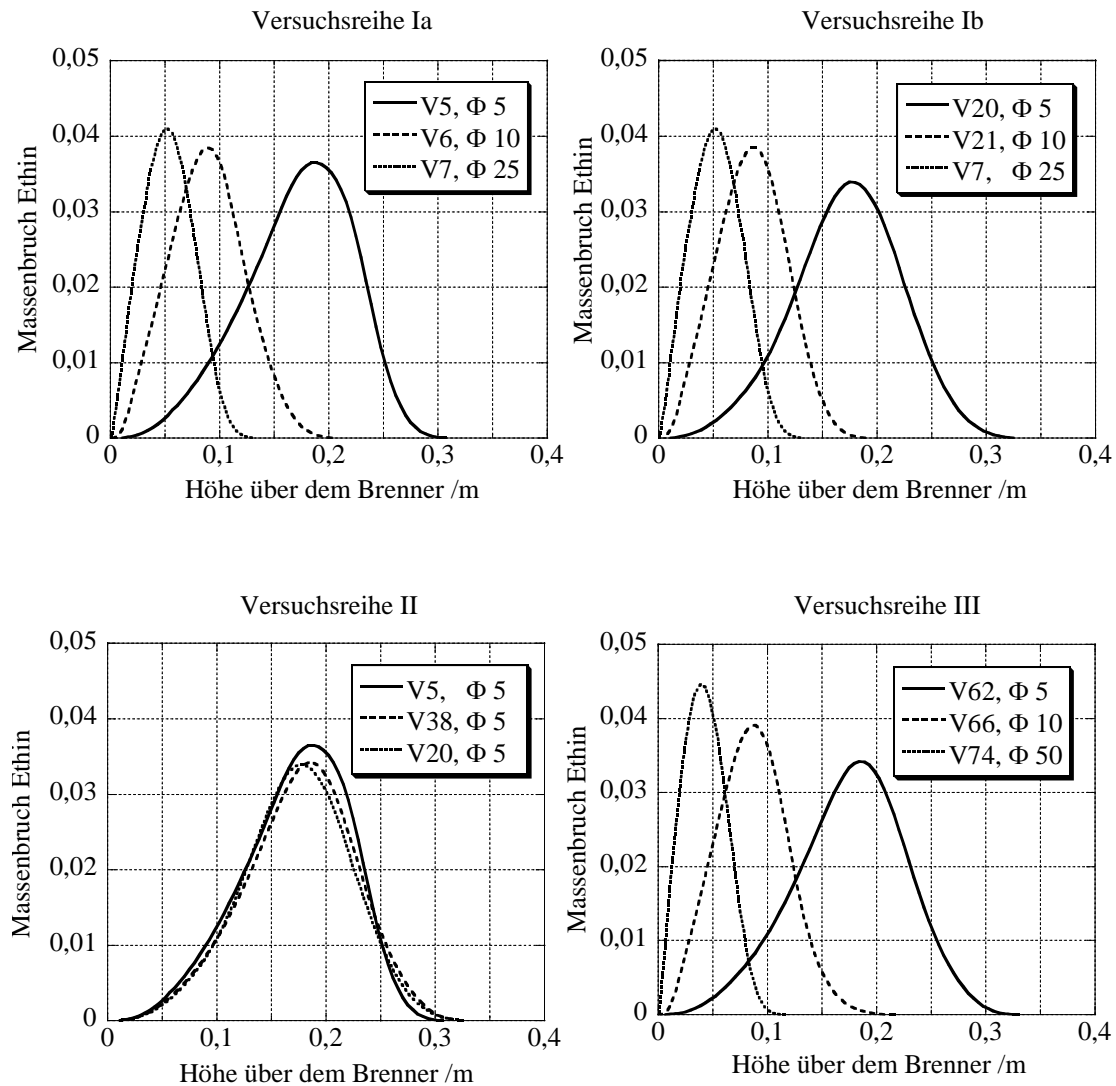 Versuchsreihe Ia
0,05
0,04
0,03
0,02
0,01
0
Massenbruch Ethin
V5, Φ 5
V6, Φ 10
V7, Φ 25
0 0,1 0,2 0,3 0,4
Höhe über dem Brenner /m
Versuchsreihe Ib
0,05
0,04
0,03
0,02
0,01
0
Massenbruch Ethin
V20, Φ 5
V21, Φ 10
V7, Φ 25
0 0,1 0,2 0,3 0,4
Höhe über dem Brenner /m
Versuchsreihe II
0,05
0,04
0,03
0,02
0,01
0
Massenbruch Ethin
V5, Φ 5
V38, Φ 5
V20, Φ 5
0 0,1 0,2 0,3 0,4
Höhe über dem Brenner /m
Versuchsreihe III
0,05
0,04
0,03
0,02
0,01
0
Massenbruch Ethin
V62, Φ 5
V66, Φ 10
V74, Φ 50
0 0,1 0,2 0,3 0,4
Höhe über dem Brenner /m